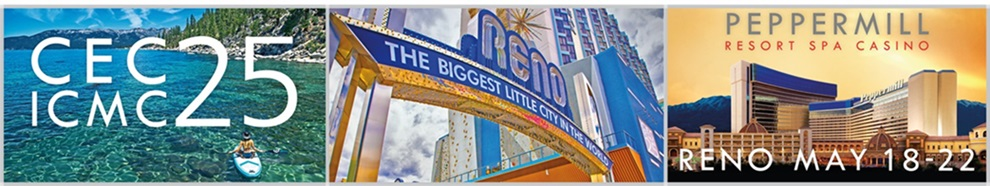 CEC
ICMC
25
Reno
THE BIGGEST LITTLE CITY IN THE WORLD
PEPPERMILL
RESORT SPA CASINO
Peppermill
RENO MAY 18-22